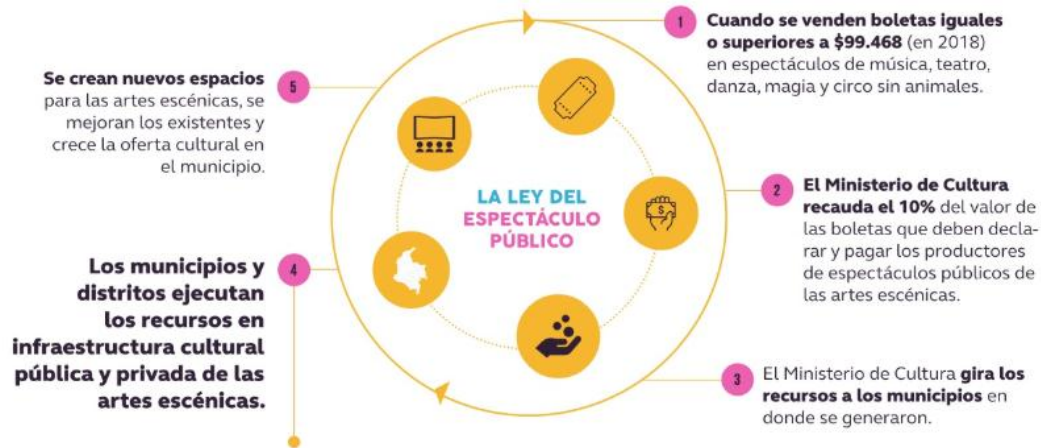 LA LEY DEL
ESPECTÁCULO
PÚBLICO
1
Cuando se venden boletas iguales
o superiores a $99.468 (en 2018)
en espectáculos de música, teatro,
danza, magia y circo sin animales.
2
El Ministerio de Cultura
recauda el 10% del valor de
las boletas que deben decla-
rar y pagar los productores
de espectáculos públicos de
las artes escénicas.
3
El Ministerio de Cultura gira los
recursos a los municipios en
donde se generaron.
4
Los municipios y
distritos ejecutan
los recursos en
infraestructura cultural
pública y privada de las
artes escénicas.
5
Se crean nuevos espacios
para las artes escénicas, se
mejoran los existentes y
crece la oferta cultural en
el municipio.